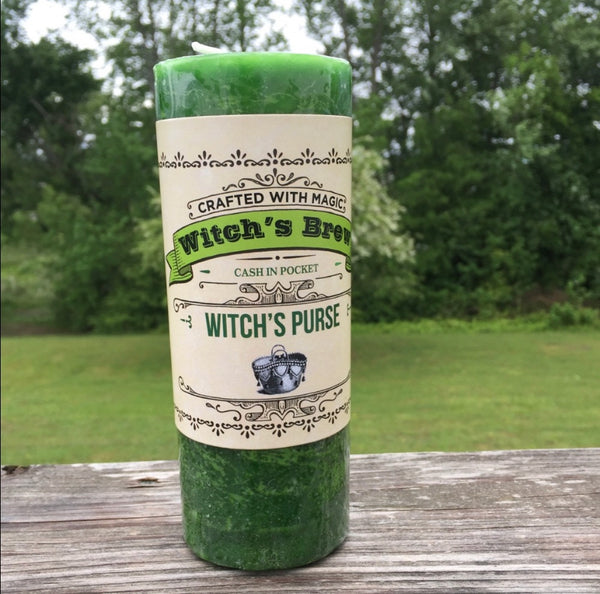 CRAFTED WITH MAGIC
Witch's Brew
CASH IN POCKET
WITCH'S PURSE